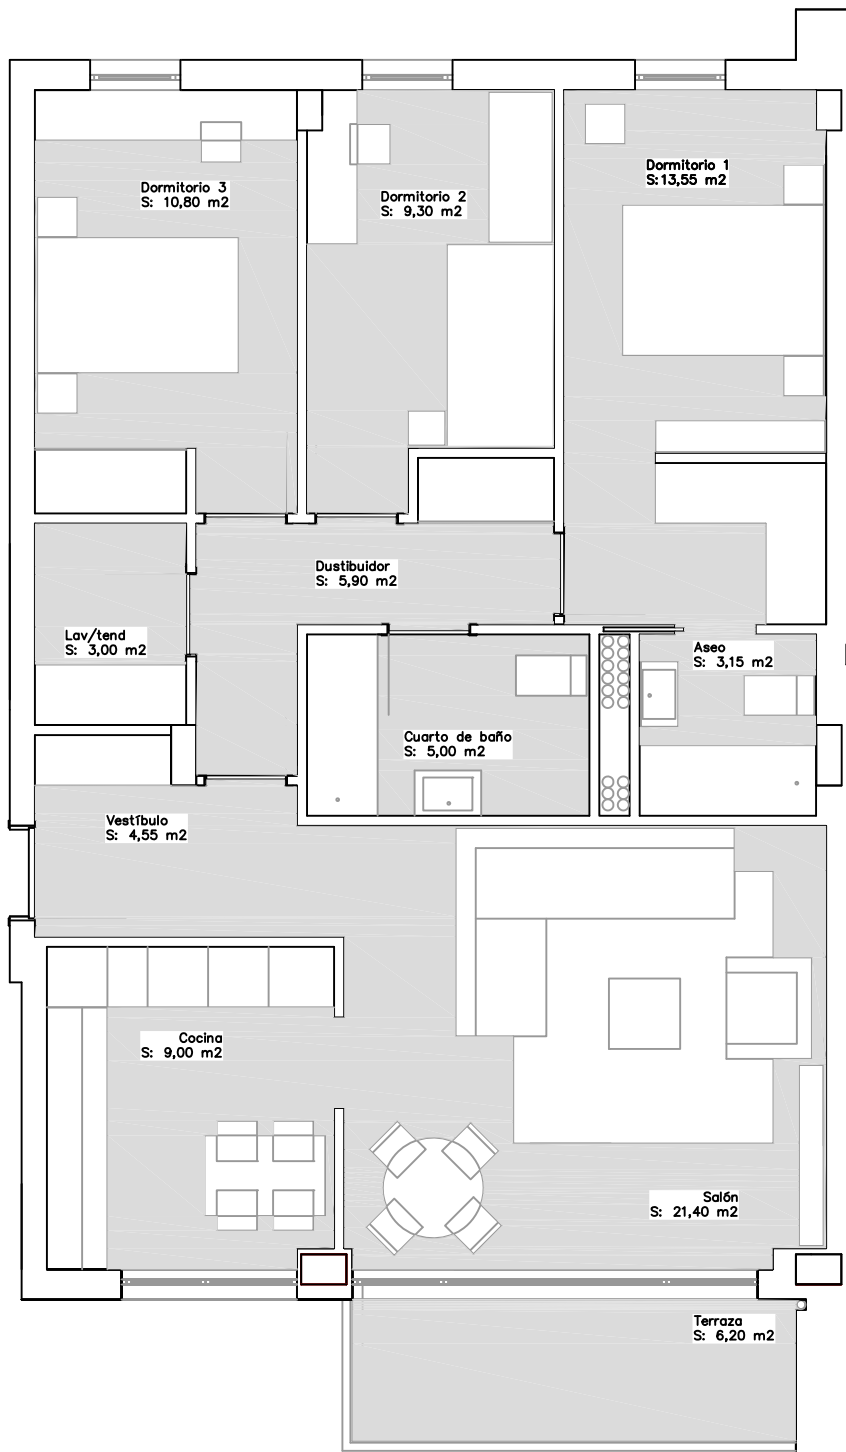 Dormitorio 3
S: 10,80 m2
Dormitorio 2
S: 9,30 m2
Dormitorio 1
S:13,55 m2
Dustibuidor
S: 5,90 m2
Lav/tend
S: 3,00 m2
Aseo
S: 3,15 m2
Cuarto de baño
S: 5,00 m2
Vestíbulo
S: 4,55 m2
Cocina
S: 9,00 m2
Salón
S: 21,40 m2
Terraza
S: 6,20 m2